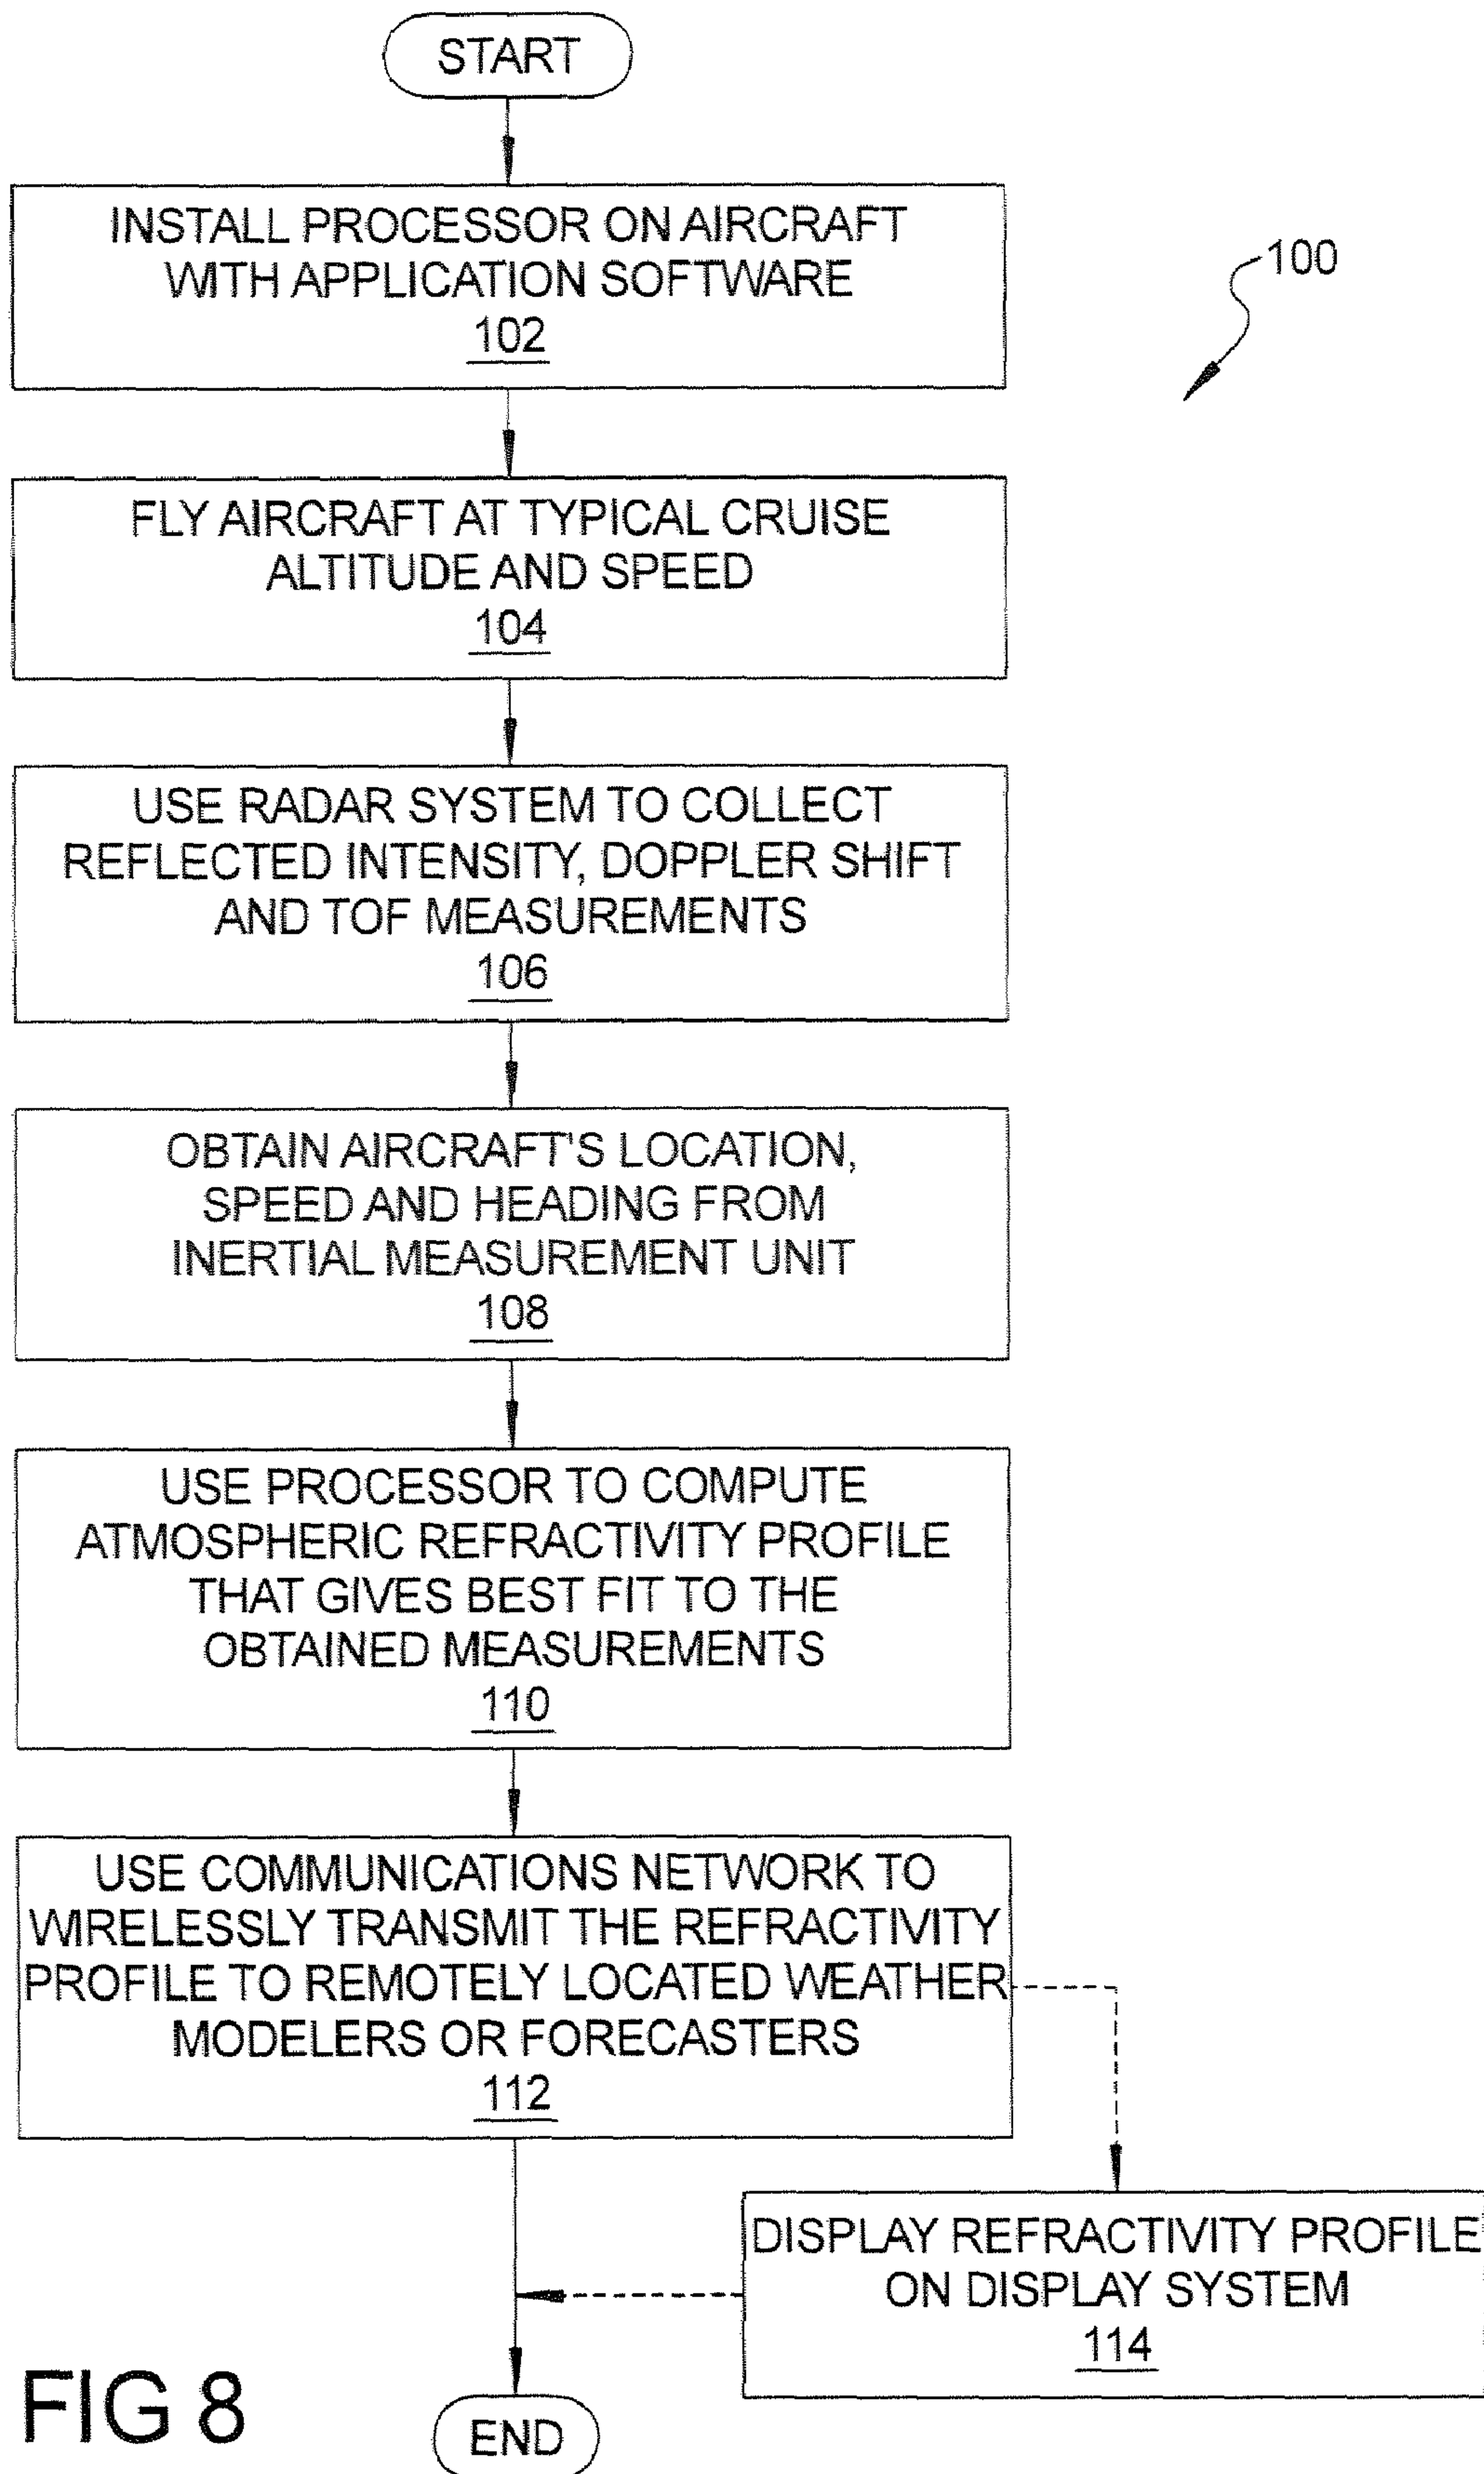 START
INSTALL PROCESSOR ON AIRCRAFT
WITH APPLICATION SOFTWARE
102
100
FLY AIRCRAFT AT TYPICAL CRUISE
ALTITUDE AND SPEED
104
USE RADAR SYSTEM TO COLLECT
REFLECTED INTENSITY, DOPPLER SHIFT
AND TOF MEASUREMENTS
106
OBTAIN AIRCRAFT'S LOCATION,
SPEED AND HEADING FROM
INERTIAL MEASUREMENT UNIT
108
USE PROCESSOR TO COMPUTE
ATMOSPHERIC REFRACTIVITY PROFILE
THAT GIVES BEST FIT TO THE
OBTAINED MEASUREMENTS
110
USE COMMUNICATIONS NETWORK TO
WIRELESSLY TRANSMIT THE REFRACTIVITY
PROFILE TO REMOTELY LOCATED WEATHER
MODELERS OR FORECASTERS
112
DISPLAY REFRACTIVITY PROFILE
ON DISPLAY SYSTEM
114
FIG 8
END